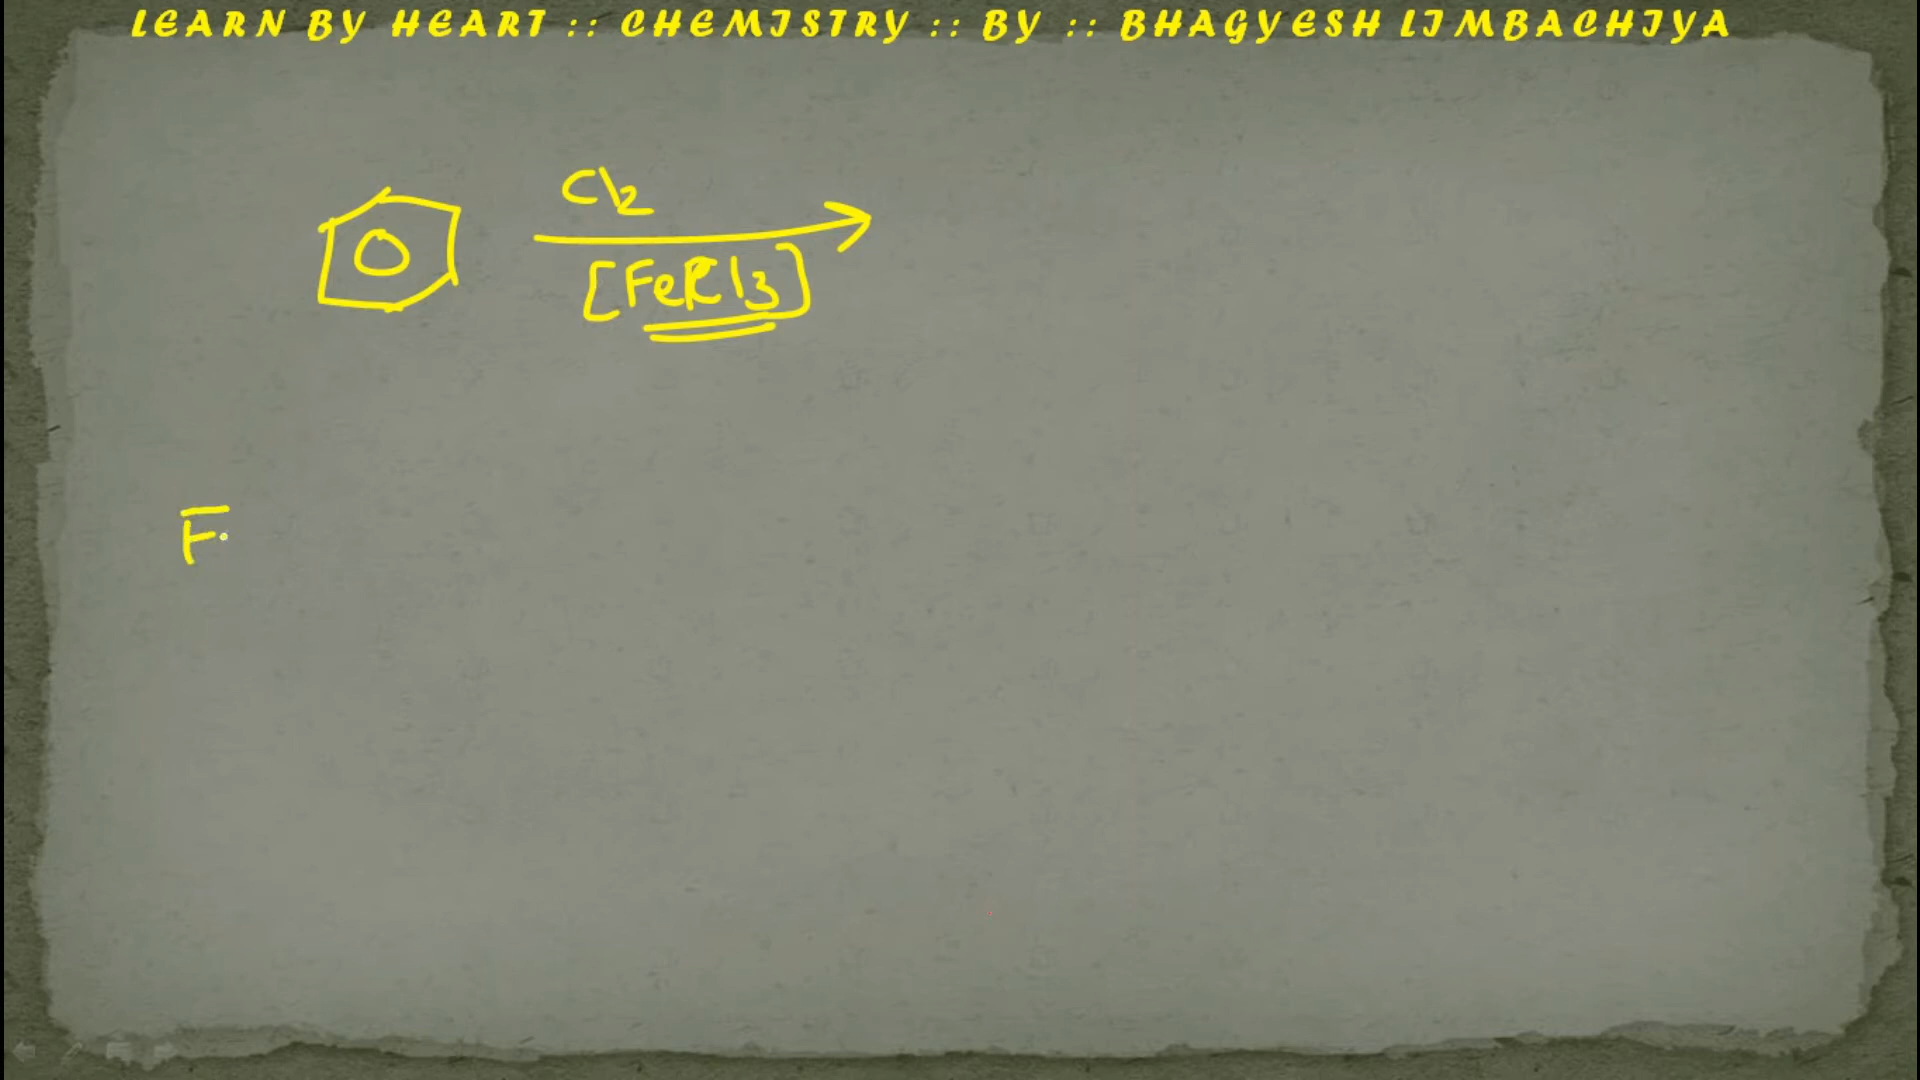 LEARN BY HEART :: CHEMISTRY :: BY :: BHAGYESH LIMBACHIYA
Cl2
[FeCl3]
F